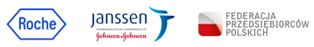 Roche
janssen
PHARMACEUTICAL COMPANIES OF
Johnson & Johnson
FEDERACJA
PRZEDSIĘBIORCÓW
POLSKICH